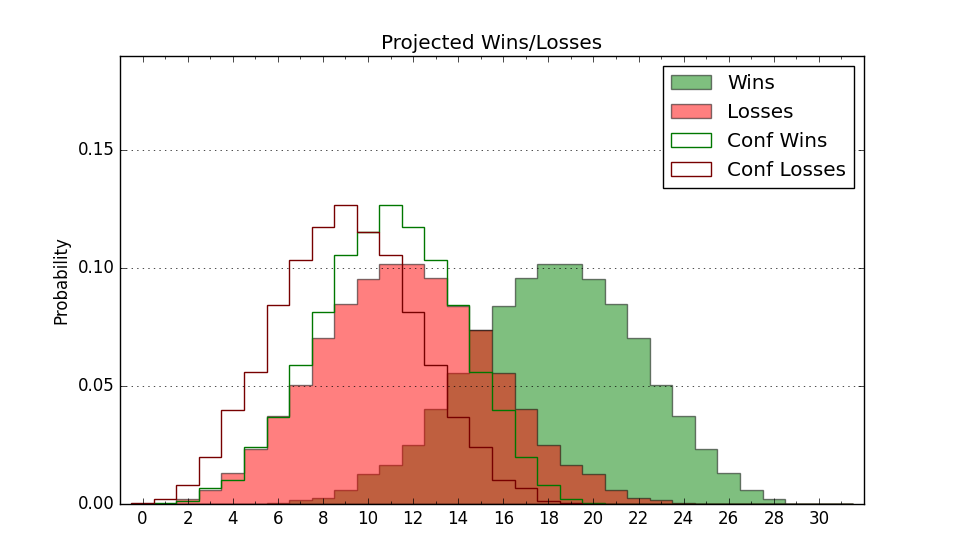 Projected Wins/Losses
Wins
Losses
Conf Wins
Conf Losses
Probability
0.15
0.10
0.05
0.00
0 2 4 6 8 10 12 14 16 18 20 22 24 26 28 30